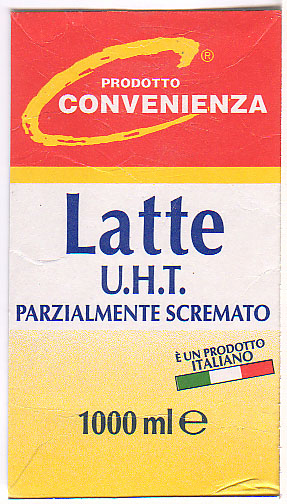 PRODOTTO
CONVENIENZA ®
Latte
U.H.T.
PARZIALMENTE SCREMATO
È UN PRODOTTO
ITALIANO
1000 ml ℮